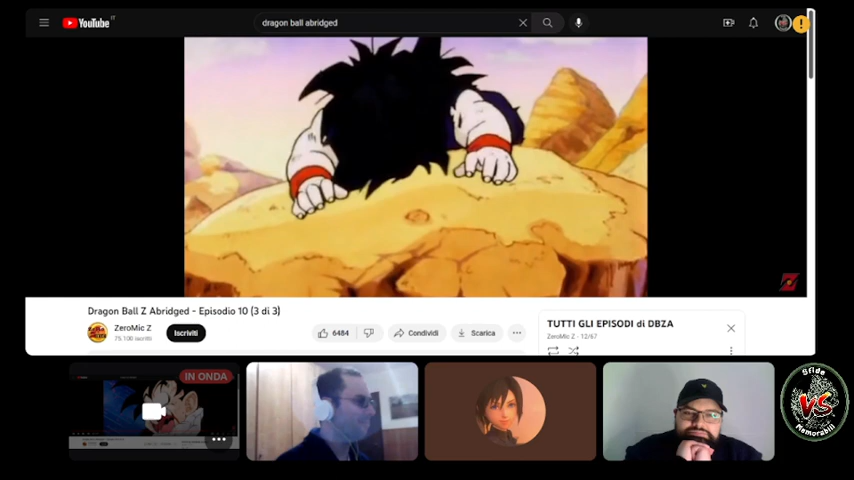 YouTube IT
dragon ball abridged
Dragon Ball Z Abridged - Episodio 10 (3 di 3)
ZeroMic Z
75.100 iscritti
Iscriviti
6484
Condividi
Scarica
TUTTI GLI EPISODI di DBZA
ZeroMic Z - 12/67
IN ONDA
Sfide
VS
Memorabili